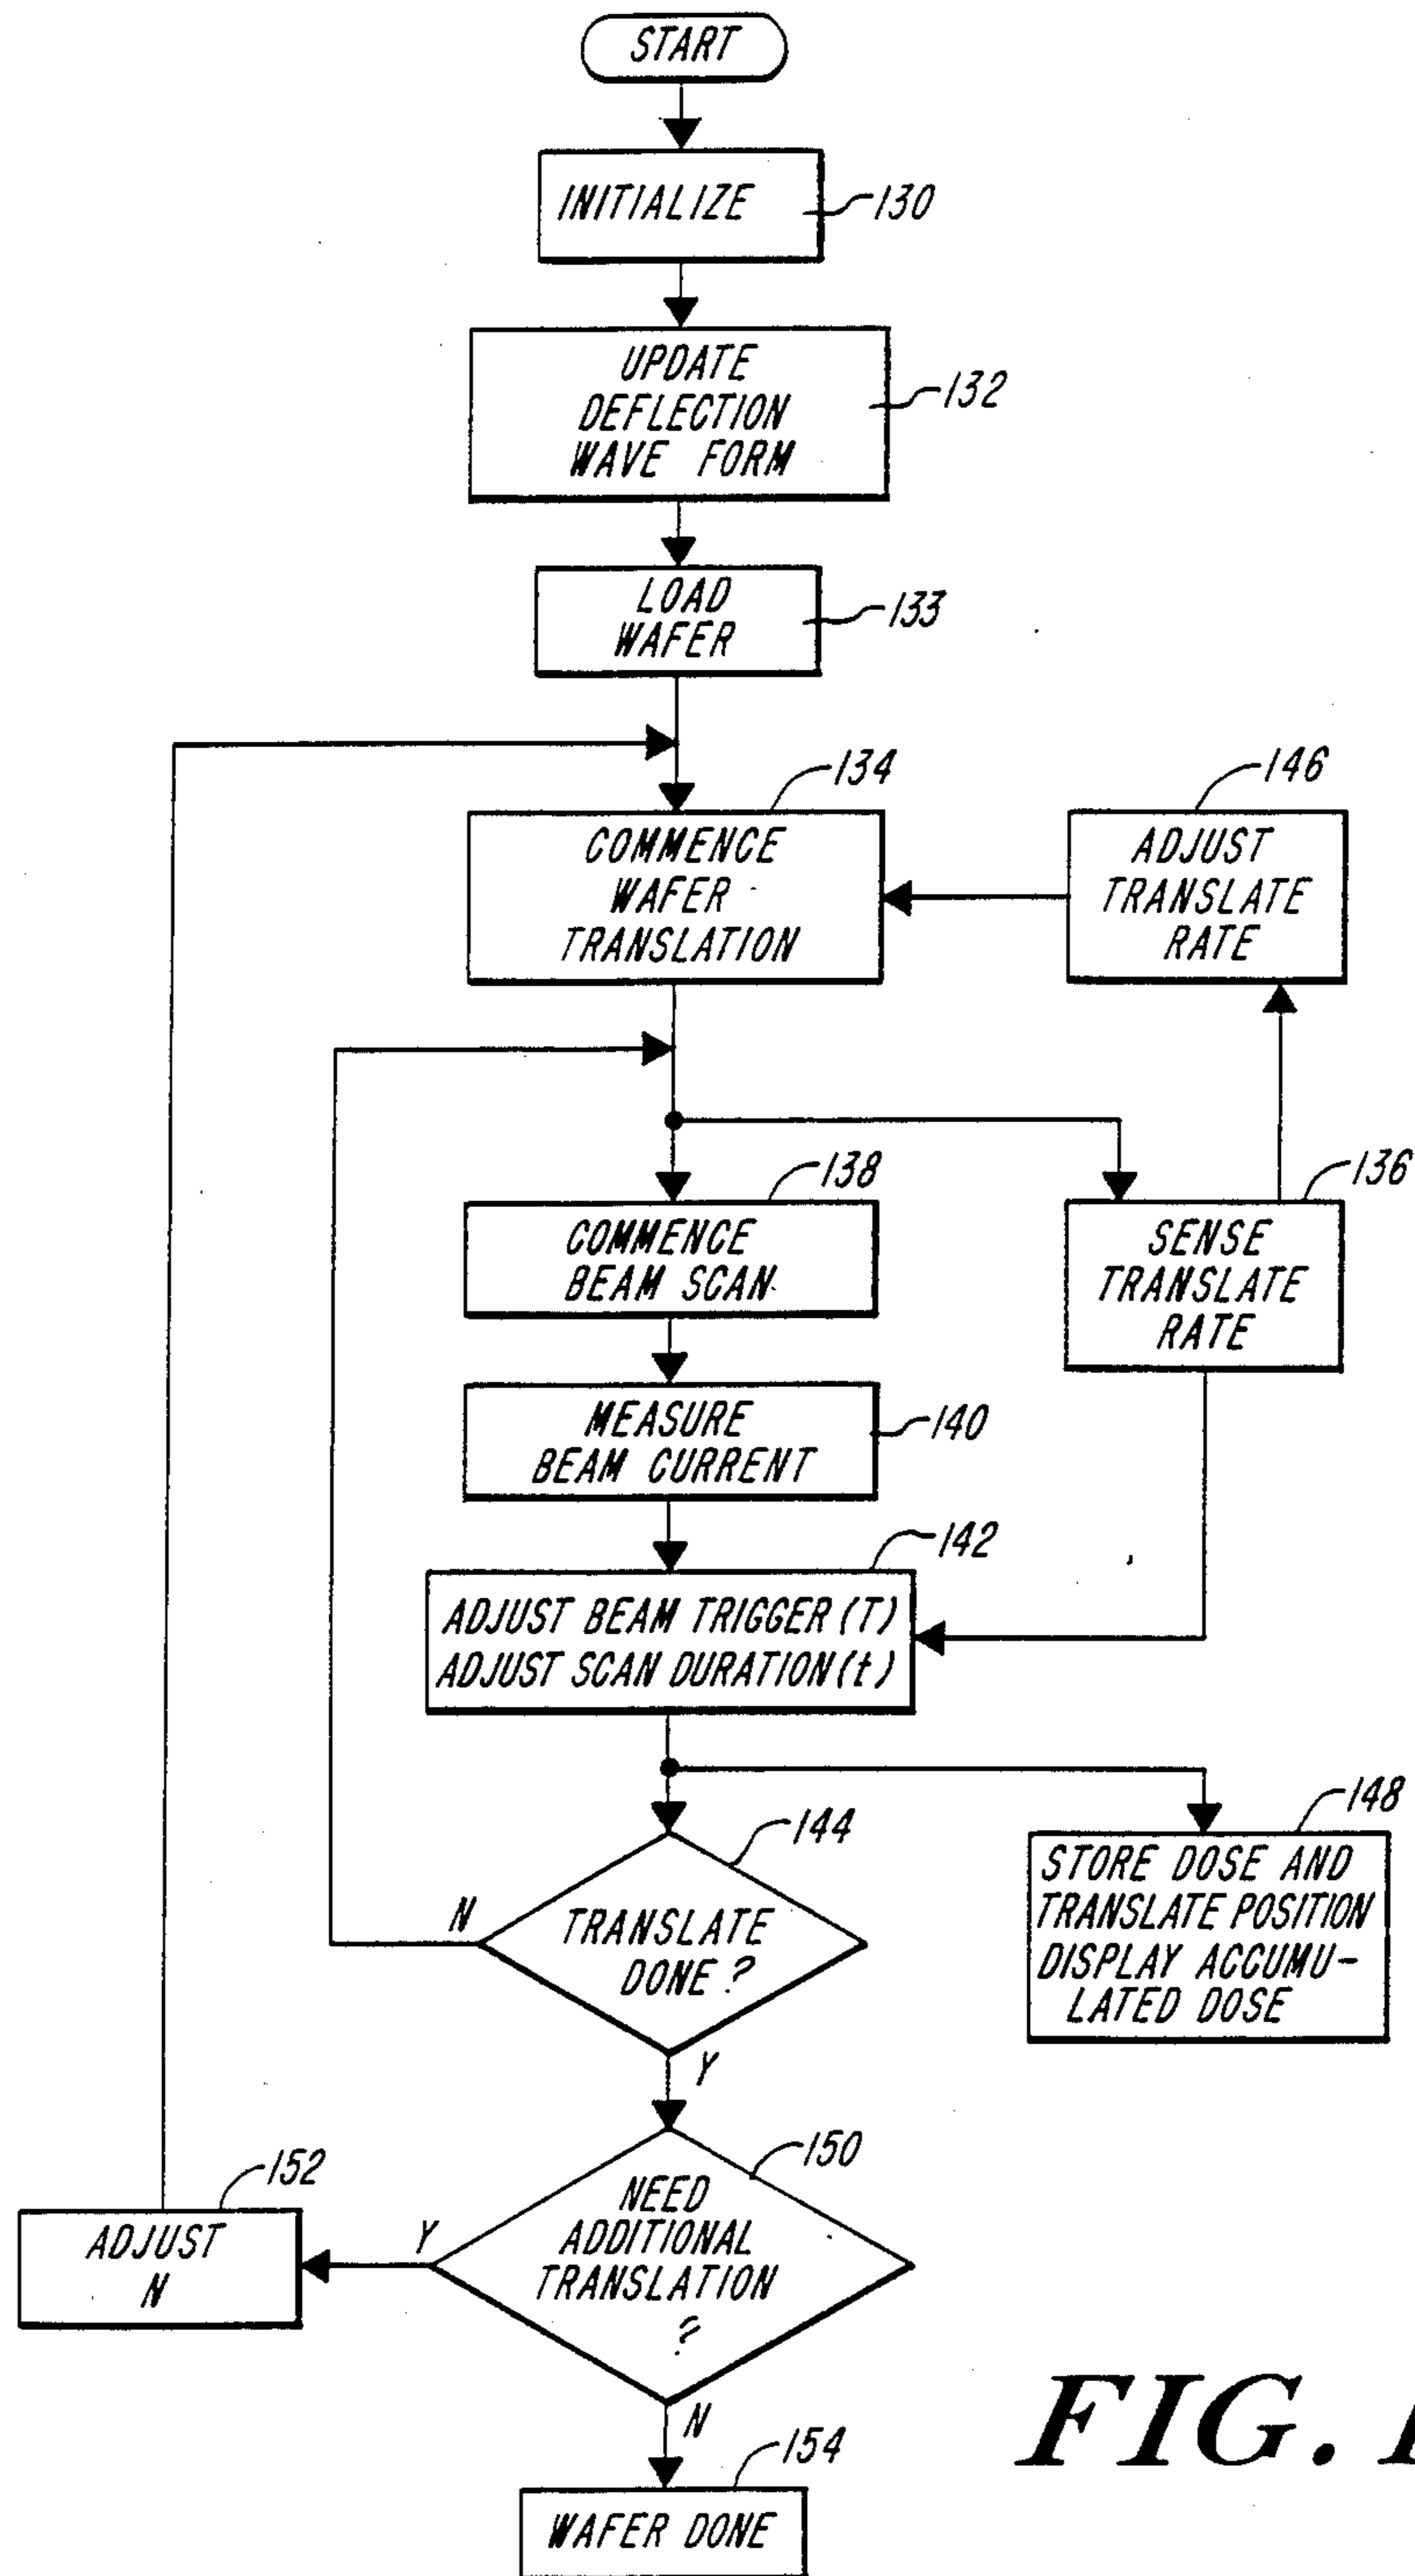 START
INITIALIZE
130
UPDATE
DEFLECTION
WAVE FORM
132
LOAD
WAFER
133
134
COMMENCE
WAFER
TRANSLATION
146
ADJUST
TRANSLATE
RATE
138
COMMENCE
BEAM SCAN
136
SENSE
TRANSLATE
RATE
MEASURE
BEAM CURRENT
140
142
ADJUST BEAM TRIGGER (T)
ADJUST SCAN DURATION (t)
144
N
TRANSLATE
DONE?
Y
148
STORE DOSE AND
TRANSLATE POSITION
DISPLAY ACCUMU-
LATED DOSE
150
NEED
ADDITIONAL
TRANSLATION
?
Y
N
152
ADJUST
N
154
WAFER DONE
FIG.